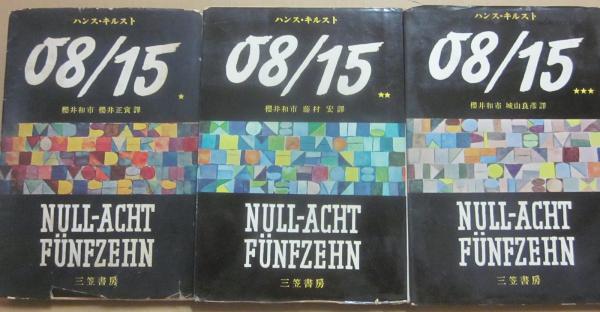 ハンス・キルスト
08/15
★
櫻井和市 櫻井正寅 譯
NULL-ACHT
FÜNFZEHN
三笠書房
ハンス・キルスト
08/15
★★
櫻井和市 藤村 宏 譯
NULL-ACHT
FÜNFZEHN
三笠書房
ハンス・キルスト
08/15
★★★
櫻井和市 城山良彦 譯
NULL-ACHT
FÜNFZEHN
三笠書房